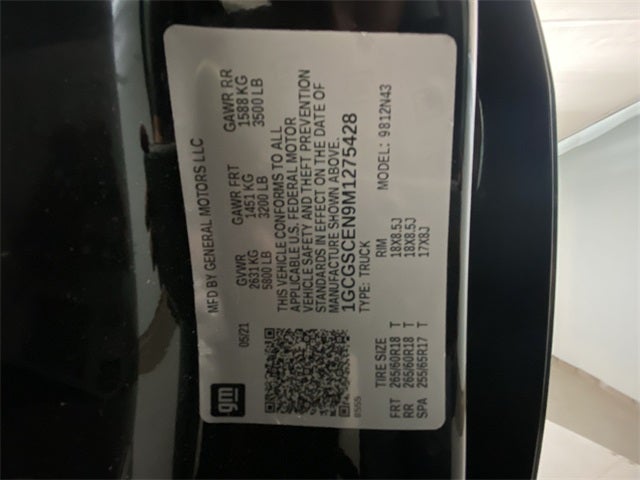 gm
MFD BY GENERAL MOTORS LLC
05/21
GVWR GAWR FRT GAWR RR
2631 KG 1451 KG 1588 KG
5800 LB 3200 LB 3500 LB
THIS VEHICLE CONFORMS TO ALL
APPLICABLE U.S. FEDERAL MOTOR
VEHICLE SAFETY AND THEFT PREVENTION
STANDARDS IN EFFECT ON THE DATE OF
MANUFACTURE SHOWN ABOVE.
1GCGSCEN9M1275428
TYPE: TRUCK MODEL: 9812N43
TIRE SIZE RIM
FRT 265/60R18 T 18X8.5J
RR 265/60R18 T 18X8.5J
SPA 255/65R17 T 17X8J